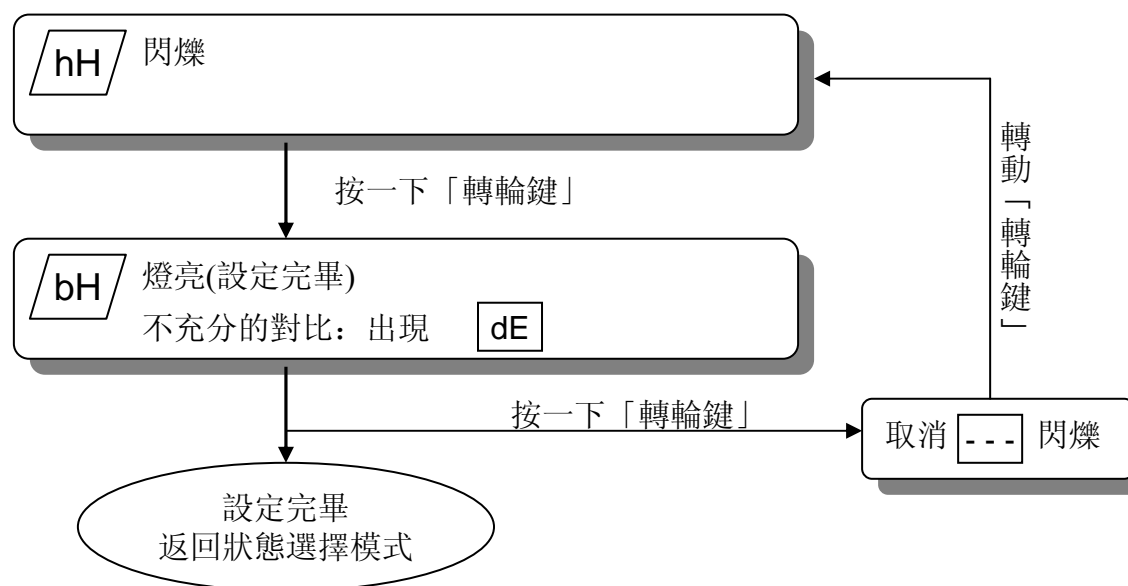 hH 閃爍
按一下「轉輪鍵」
bH 燈亮(設定完畢)
不充分的對比：出現 dE
按一下「轉輪鍵」
取消 - - - 閃爍
轉動「轉輪鍵」
設定完畢
返回狀態選擇模式